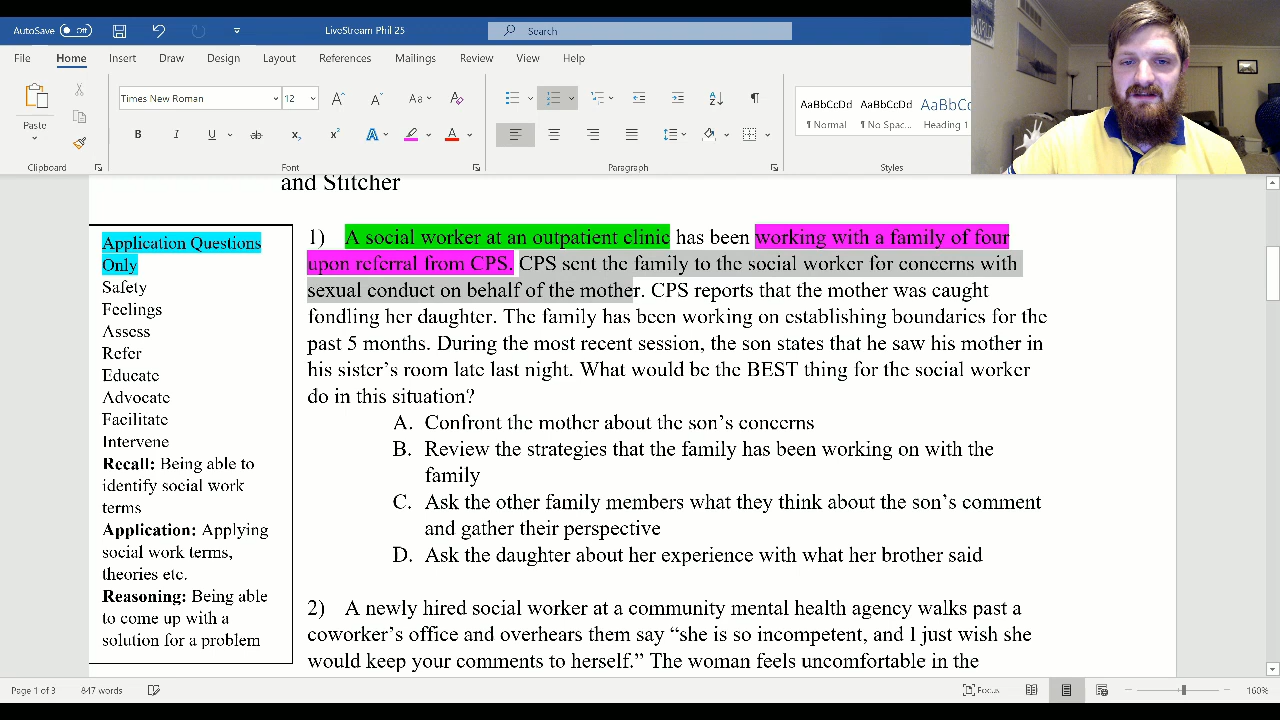 AutoSave Off LiveStream Phil 25 Search
File Home Insert Draw Design Layout References Mailings Review View Help
Times New Roman 12 Aa
AaBbCcDd AaBbCcDd AaBbCc
Paste B I U ab x₂ x² A A ¶ Normal ¶ No Spac... Heading 1
Clipboard Font Paragraph Styles
and Stitcher
Application Questions
Only
Safety
Feelings
Assess
Refer
Educate
Advocate
Facilitate
Intervene
Recall: Being able to
identify social work
terms
Application: Applying
social work terms,
theories etc.
Reasoning: Being able
to come up with a
solution for a problem
1) A social worker at an outpatient clinic has been working with a family of four
upon referral from CPS. CPS sent the family to the social worker for concerns with
sexual conduct on behalf of the mother. CPS reports that the mother was caught
fondling her daughter. The family has been working on establishing boundaries for the
past 5 months. During the most recent session, the son states that he saw his mother in
his sister's room late last night. What would be the BEST thing for the social worker
do in this situation?
A. Confront the mother about the son's concerns
B. Review the strategies that the family has been working on with the
family
C. Ask the other family members what they think about the son's comment
and gather their perspective
D. Ask the daughter about her experience with what her brother said
2) A newly hired social worker at a community mental health agency walks past a
coworker's office and overhears them say “she is so incompetent, and I just wish she
would keep your comments to herself.” The woman feels uncomfortable in the
Page 1 of 3 847 words Focus 160%